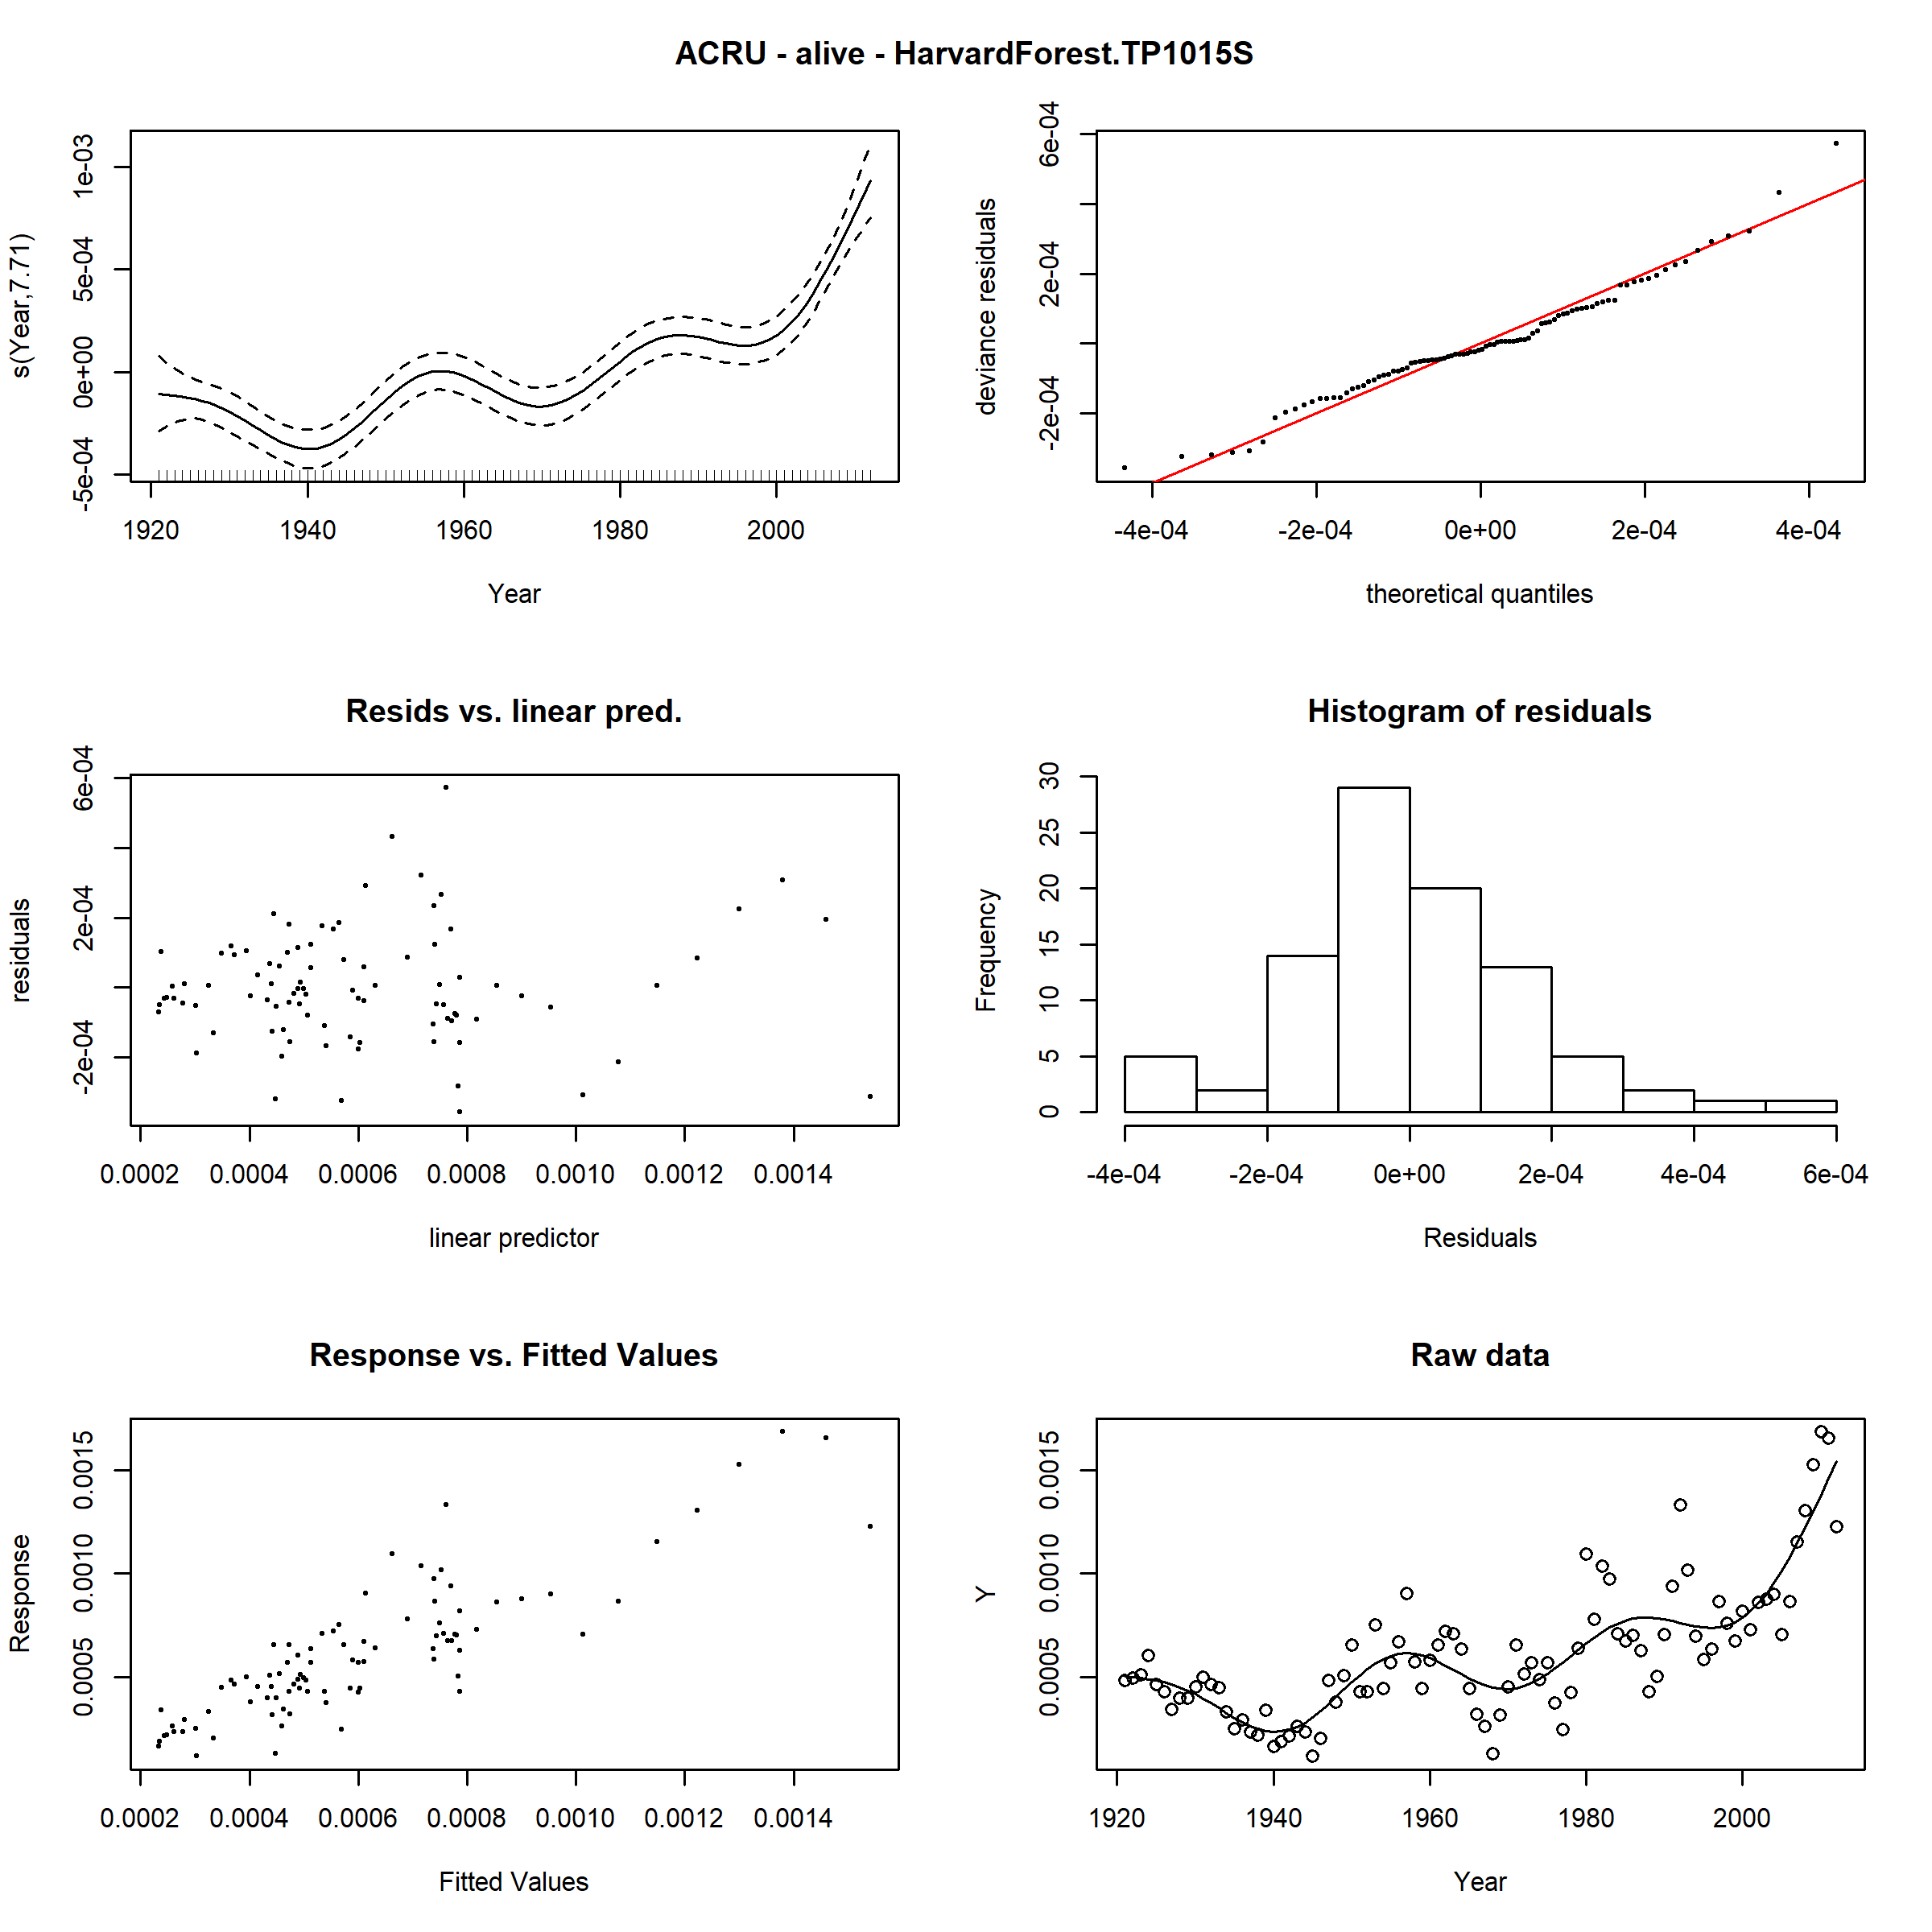 ACRU - alive - HarvardForest.TP1015S
s(Year,7.71)
-5e-04 0e+00 5e-04 1e-03
1920 1940 1960 1980 2000
Year
deviance residuals
-2e-04 2e-04 6e-04
-4e-04 -2e-04 0e+00 2e-04 4e-04
theoretical quantiles
Resids vs. linear pred.
residuals
-2e-04 2e-04 6e-04
0.0002 0.0004 0.0006 0.0008 0.0010 0.0012 0.0014
linear predictor
Histogram of residuals
Frequency
0 5 10 15 20 25 30
-4e-04 -2e-04 0e+00 2e-04 4e-04 6e-04
Residuals
Response vs. Fitted Values
Response
0.0005 0.0010 0.0015
0.0002 0.0004 0.0006 0.0008 0.0010 0.0012 0.0014
Fitted Values
Raw data
Y
0.0005 0.0010 0.0015
1920 1940 1960 1980 2000
Year